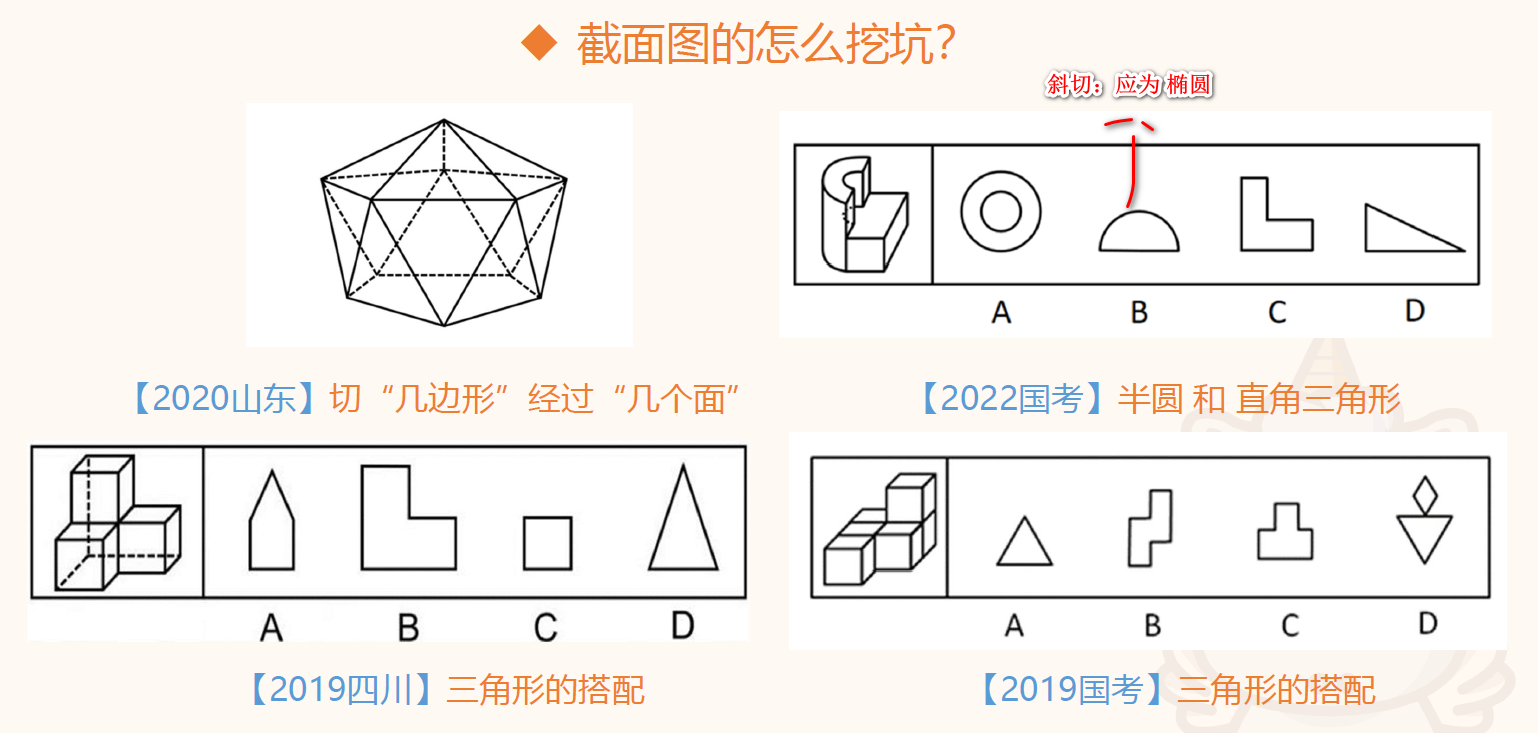 ◆ 截面图的怎么挖坑？
斜切：应为 椭圆
A B C D
【2020山东】切“几边形”经过“几个面”
【2022国考】半圆 和 直角三角形
A B C D
A B C D
【2019四川】三角形的搭配
【2019国考】三角形的搭配